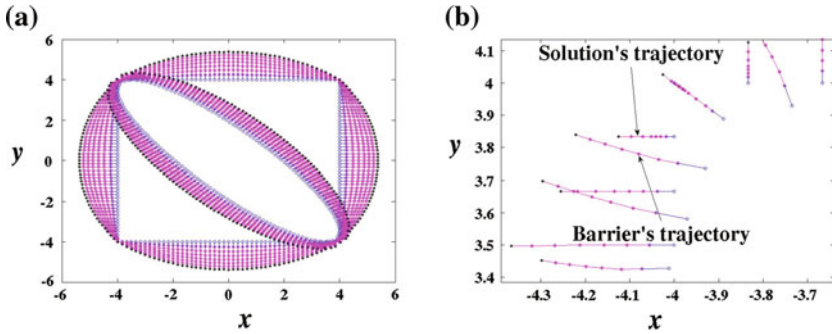 (a)
6
4
2
y 0
-2
-4
-6
-6 -4 -2 0 2 4 6
x
(b)
4.1
4
3.9
y 3.8
3.7
3.6
3.5
3.4
Solution's trajectory
Barrier's trajectory
-4.3 -4.2 -4.1 -4 -3.9 -3.8 -3.7
x